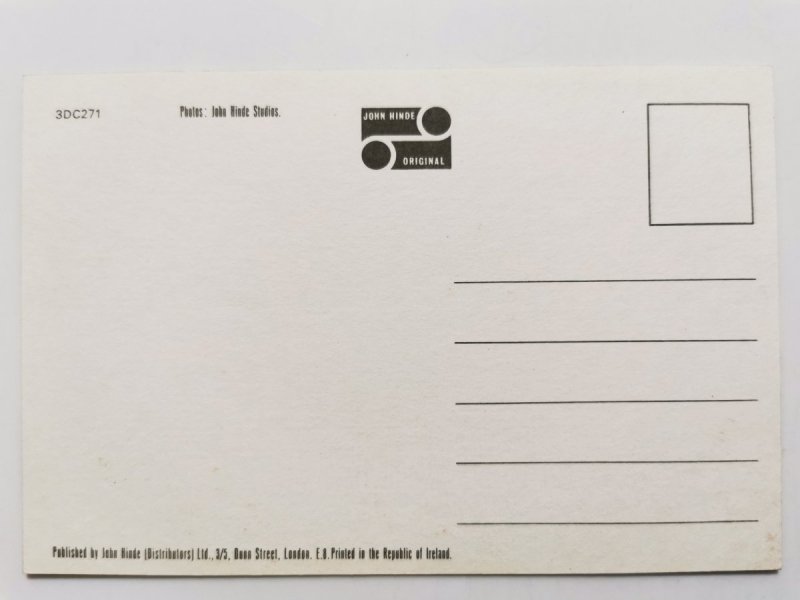 3DC271
Photos: John Hinde Studios.
JOHN HINDE
ORIGINAL
Published by John Hinde (Distributors) Ltd., 3/5, Dunn Street, London. E.8. Printed in the Republic of Ireland.